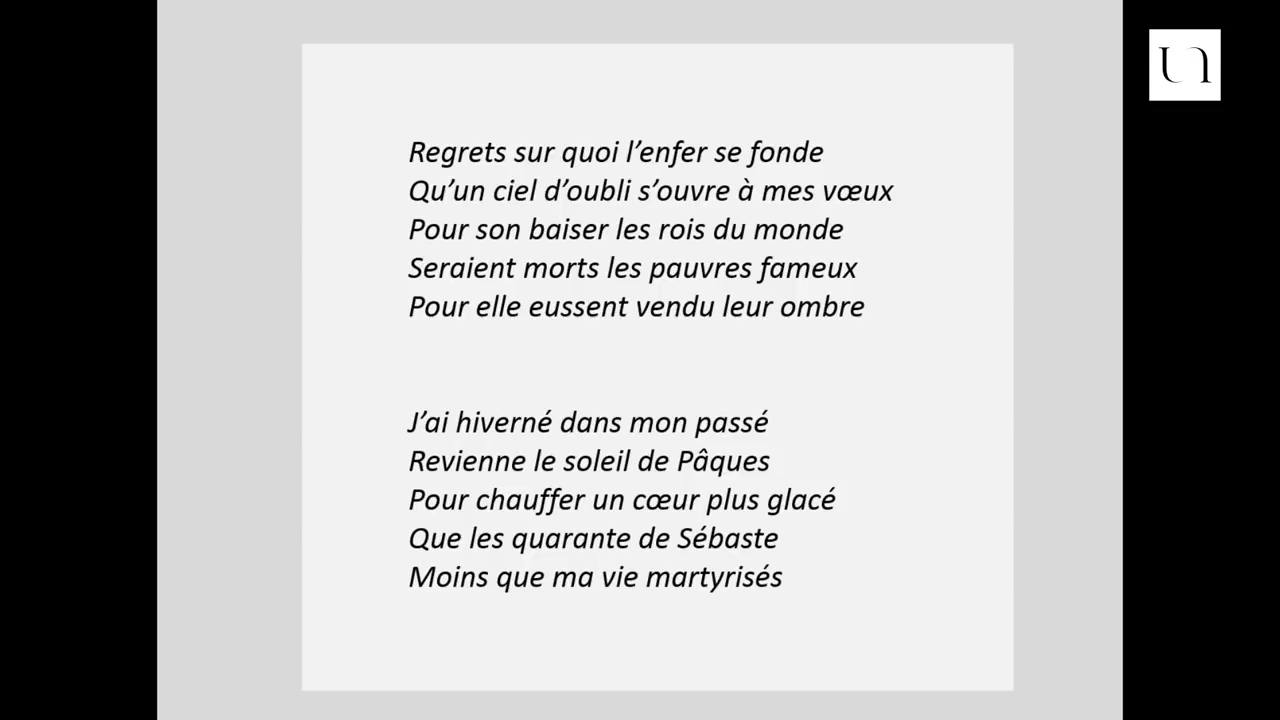 Regrets sur quoi l’enfer se fonde
Qu’un ciel d’oubli s’ouvre à mes vœux
Pour son baiser les rois du monde
Seraient morts les pauvres fameux
Pour elle eussent vendu leur ombre
J’ai hiverné dans mon passé
Revienne le soleil de Pâques
Pour chauffer un cœur plus glacé
Que les quarante de Sébaste
Moins que ma vie martyrisés